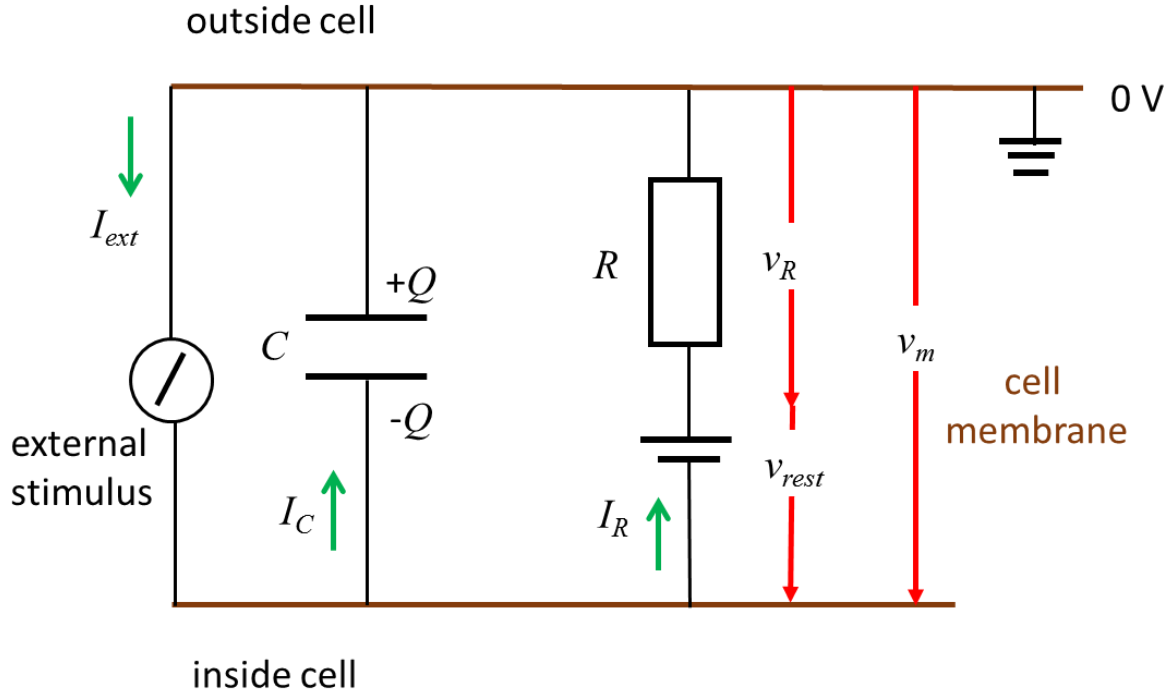 outside cell
0 V
I_ext
+Q
R
v_R
C
v_m
-Q
cell
membrane
external
stimulus
v_rest
I_C
I_R
inside cell